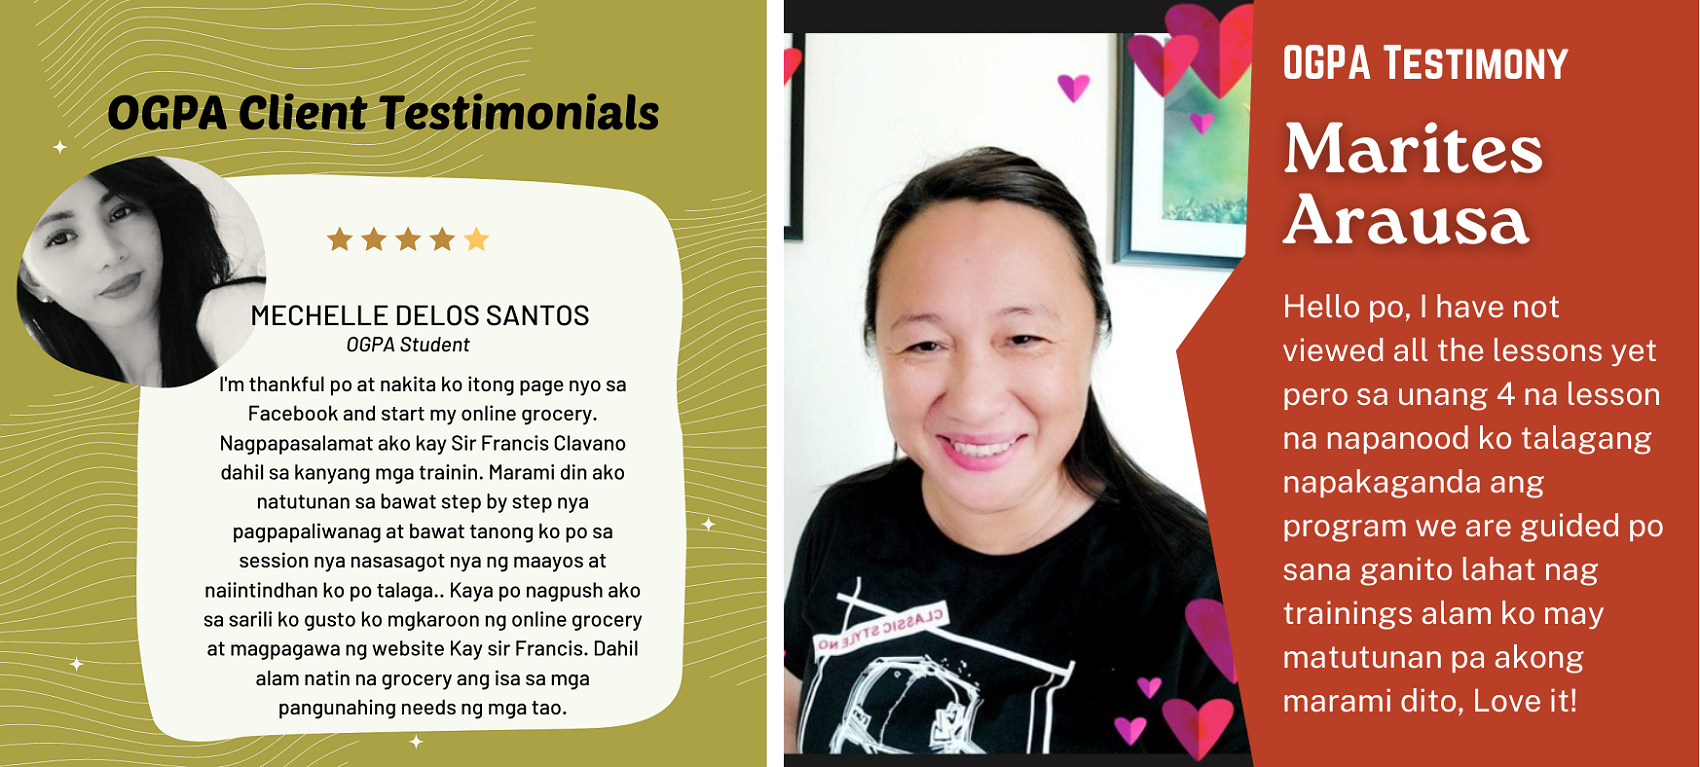 OGPA Client Testimonials
MECHELLE DELOS SANTOS
OGPA Student
I'm thankful po at nakita ko itong page nyo sa
Facebook and start my online grocery.
Nagpapasalamat ako kay Sir Francis Clavano
dahil sa kanyang mga trainin. Marami din ako
natutunan sa bawat step by step nya
pagpapaliwanag at bawat tanong ko po sa
session nya nasasagot nya ng maayos at
naiintindhan ko po talaga.. Kaya po nagpush ako
sa sarili ko gusto ko mgkaroon ng online grocery
at magpagawa ng website Kay sir Francis. Dahil
alam natin na grocery ang isa sa mga
pangunahing needs ng mga tao.
CLASSIC STYLE NO
OGPA Testimony
Marites
Arausa
Hello po, I have not
viewed all the lessons yet
pero sa unang 4 na lesson
na napanood ko talagang
napakaganda ang
program we are guided po
sana ganito lahat nag
trainings alam ko may
matutunan pa akong
marami dito, Love it!